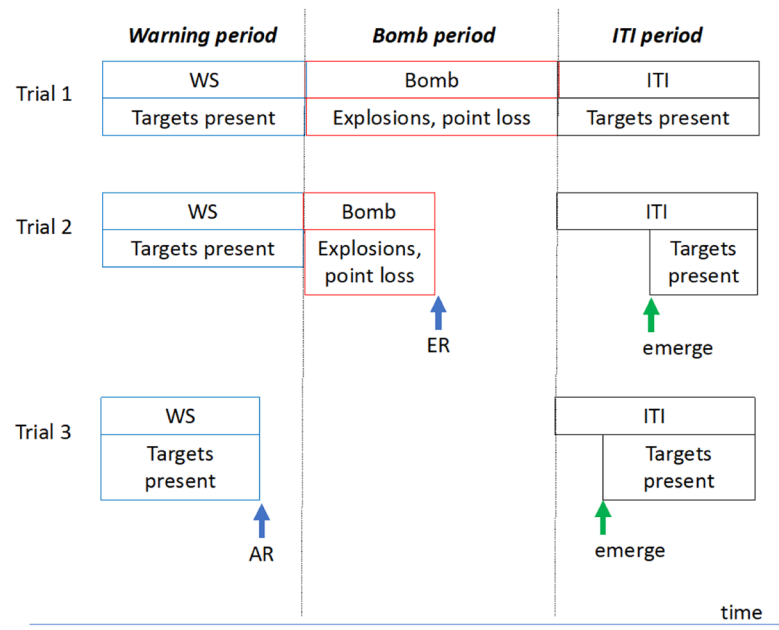 Warning period Bomb period ITI period
Trial 1
WS Bomb ITI
Targets present Explosions, point loss Targets present
Trial 2
WS Bomb ITI
Targets present Explosions, Targets
point loss present
ER emerge
Trial 3
WS ITI
Targets Targets
present present
AR emerge
time